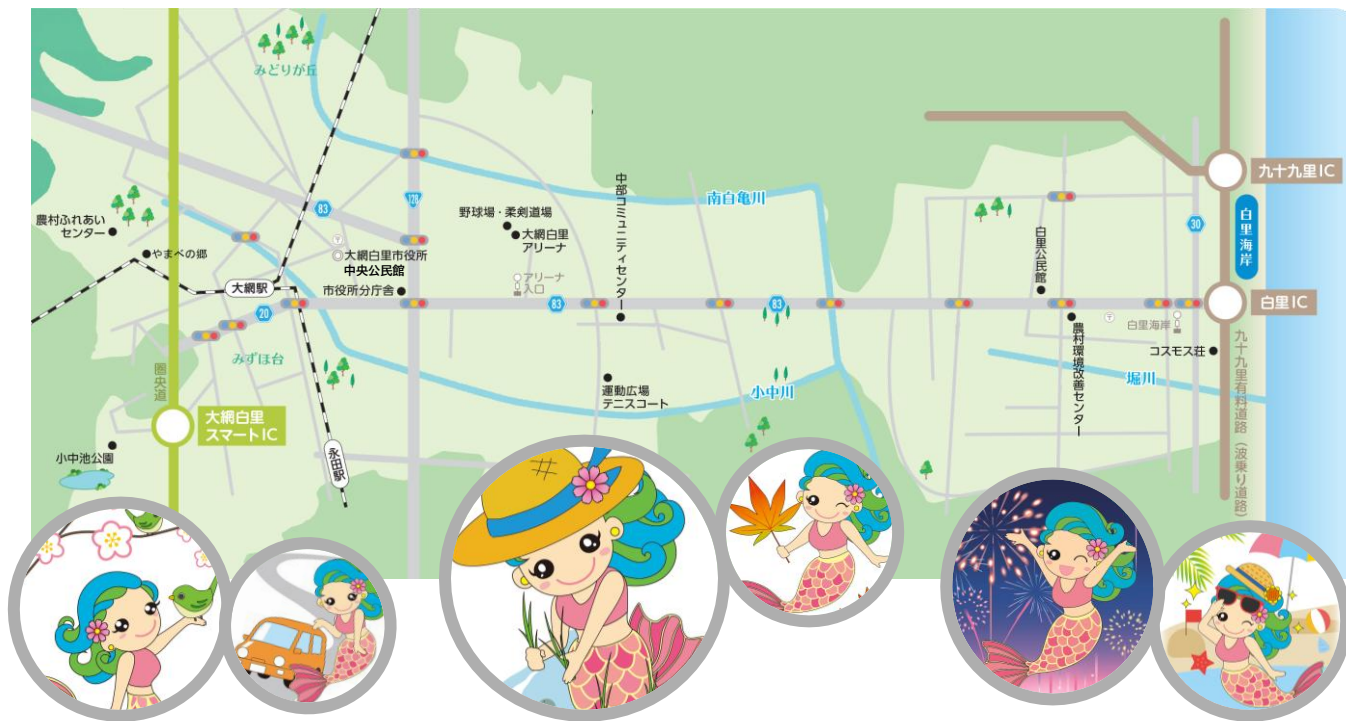 みどりが丘
九十九里IC
農村ふれあい
センター
やまべの郷
83
128
野球場・柔剣道場
大網白里
アリーナ
中部コミュニティセンター
南白亀川
白里公民館
30
白里海岸
大網白里市役所
中央公民館
大網駅
市役所分庁舎
アリーナ
入口
20
83
83
白里IC
白里海岸
コスモス荘
みずほ台
圏央道
大網白里
スマートIC
小中池公園
永田駅
運動広場
テニスコート
小中川
農村環境改善センター
堀川
九十九里有料道路(波乗り道路)